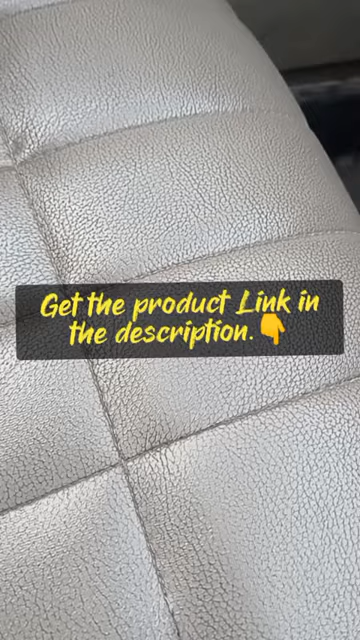 Get the product Link in
the description. 👇